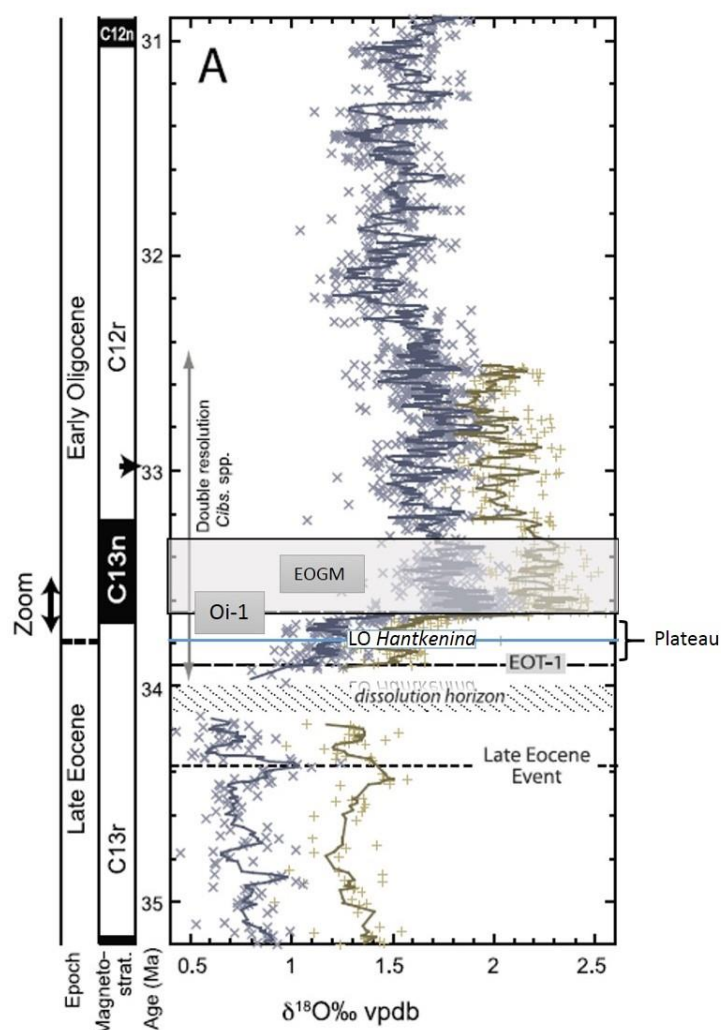 C12n
31
A
32
Early Oligocene
C12r
Double resolution
Cibs. spp.
33
C13n
EOGM
Zoom
Oi-1
LO Hantkenina
Plateau
EOT-1
34
LO Hantkenina
dissolution horizon
Late Eocene
Late Eocene
Event
C13r
35
0.5 1 1.5 2 2.5
Epoch
Magneto-
strat.
Age (Ma)
δ18O‰ vpdb